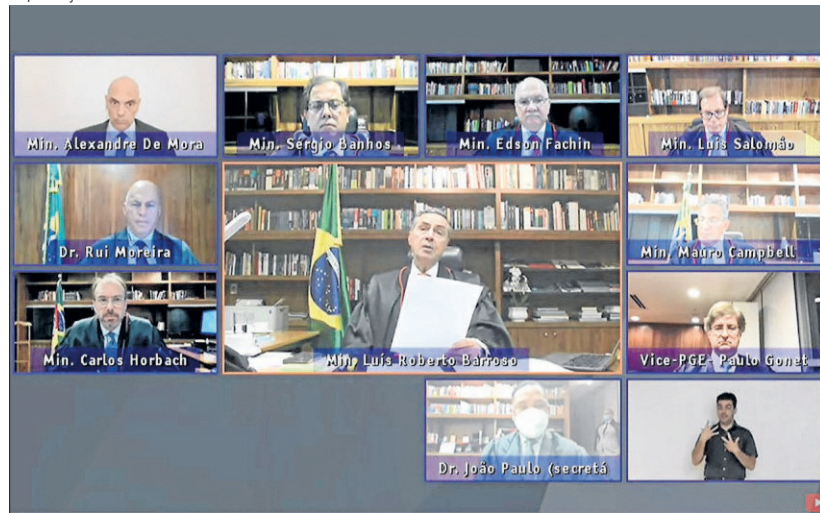 Min. Alexandre De Mora
Min. Sérgio Banhos
Min. Edson Fachin
Min. Luis Salomão
Dr. Rui Moreira
Min. Luís Roberto Barroso
Min. Mauro Campbell
Min. Carlos Horbach
Vice-PGE- Paulo Gonet
Dr. João Paulo (secretá